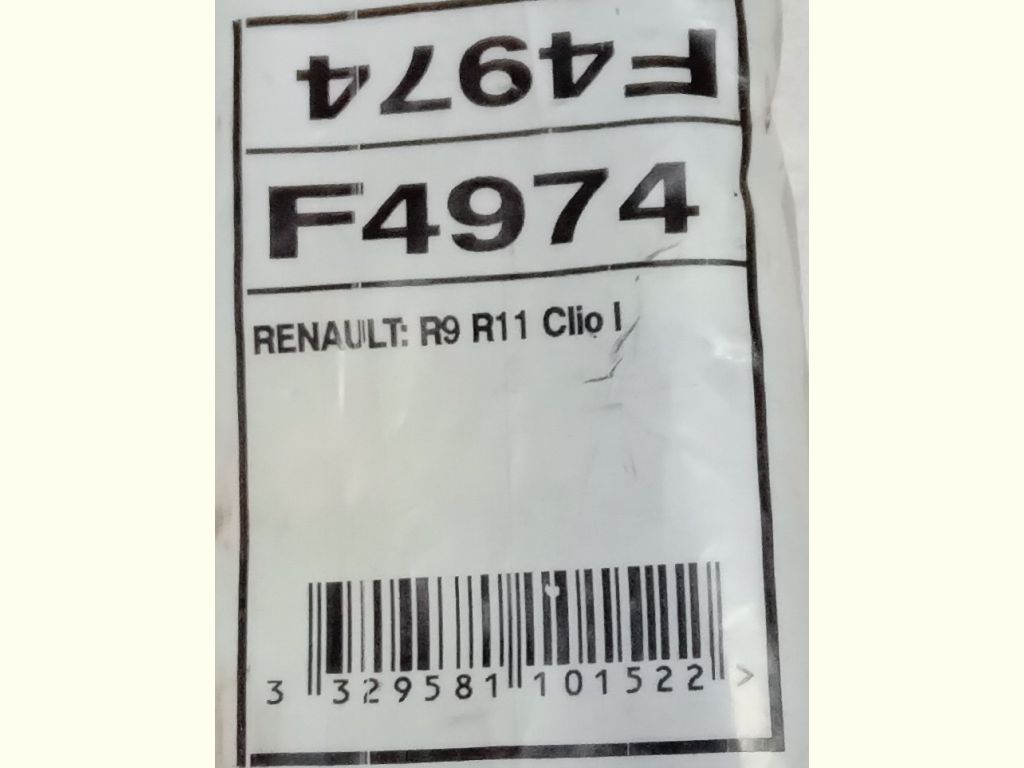 F4974
F4974
RENAULT: R9 R11 Clio I
3 329581 101522 >